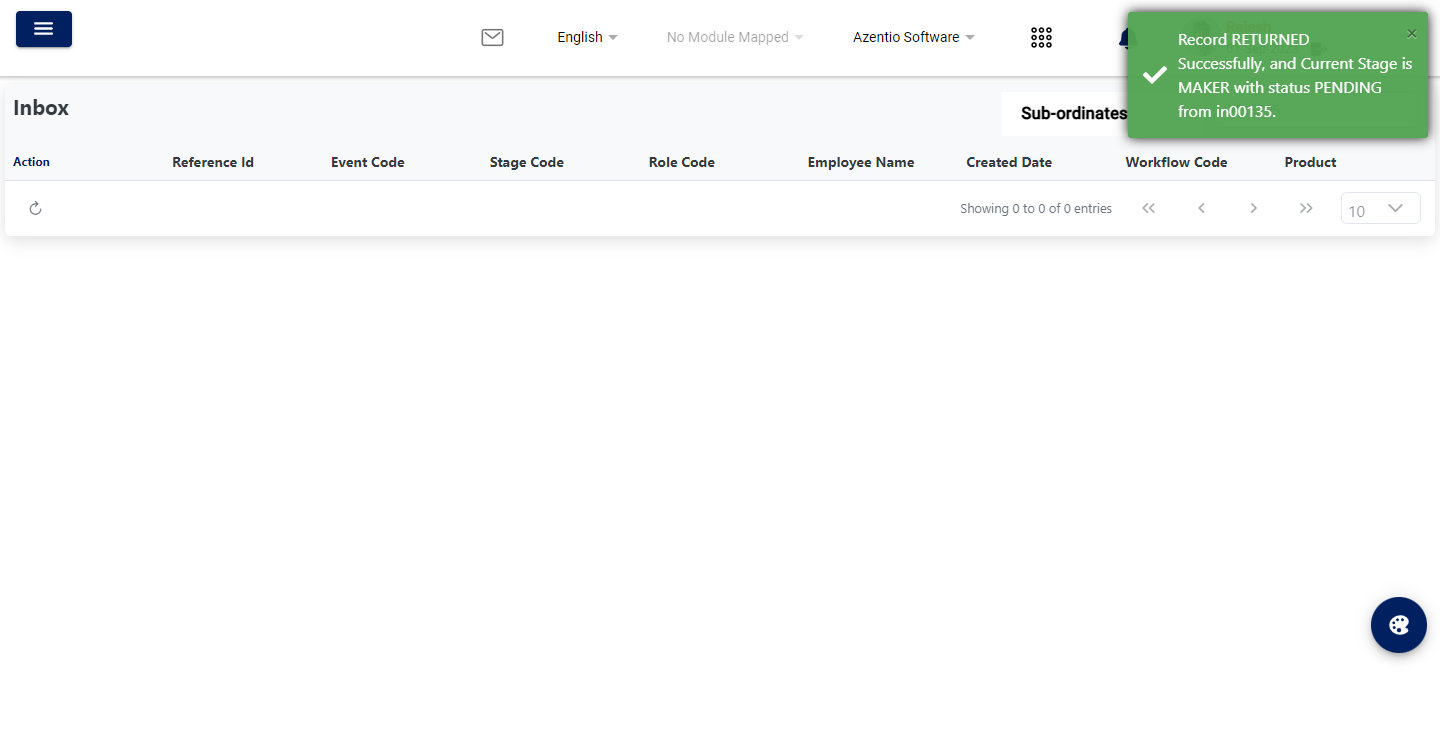 English
No Module Mapped
Azentio Software
Record RETURNED
Successfully, and Current Stage is
MAKER with status PENDING
from in00135.
×
Inbox
Sub-ordinates
Action Reference Id Event Code Stage Code Role Code Employee Name Created Date Workflow Code Product
Showing 0 to 0 of 0 entries
10